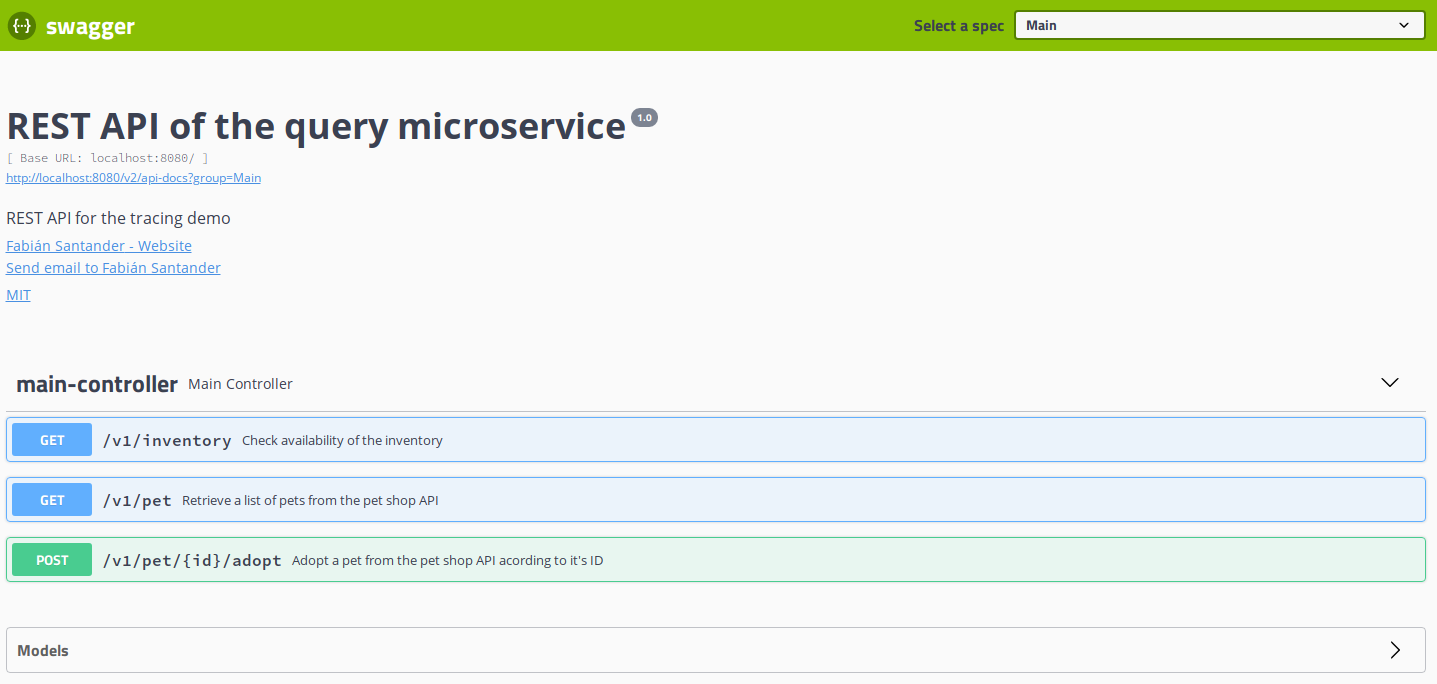 {··} swagger Select a spec Main
REST API of the query microservice 1.0
[ Base URL: localhost:8080/ ]
http://localhost:8080/v2/api-docs?group=Main
REST API for the tracing demo
Fabián Santander - Website
Send email to Fabián Santander
MIT
main-controller Main Controller
GET /v1/inventory Check availability of the inventory
GET /v1/pet Retrieve a list of pets from the pet shop API
POST /v1/pet/{id}/adopt Adopt a pet from the pet shop API acording to it's ID
Models